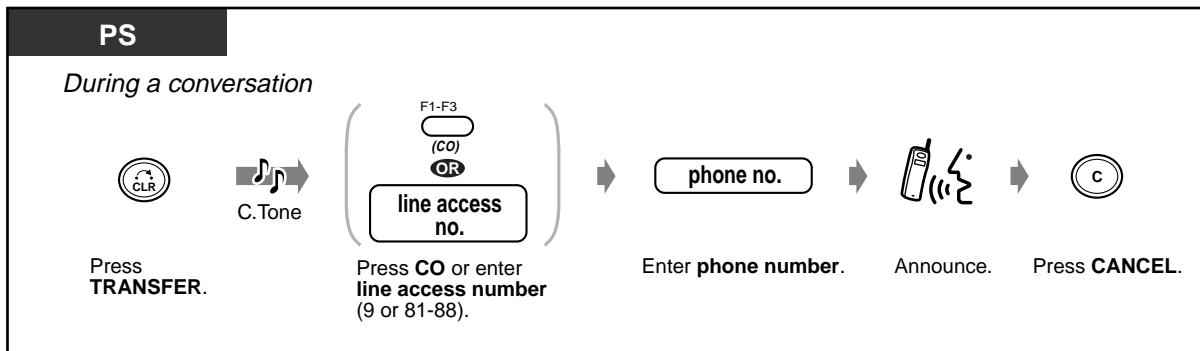 PS
During a conversation
CLR
C.Tone
F1-F3
(CO)
OR
line access
no.
phone no.
C
Press
TRANSFER.
Press CO or enter
line access number
(9 or 81-88).
Enter phone number.
Announce.
Press CANCEL.